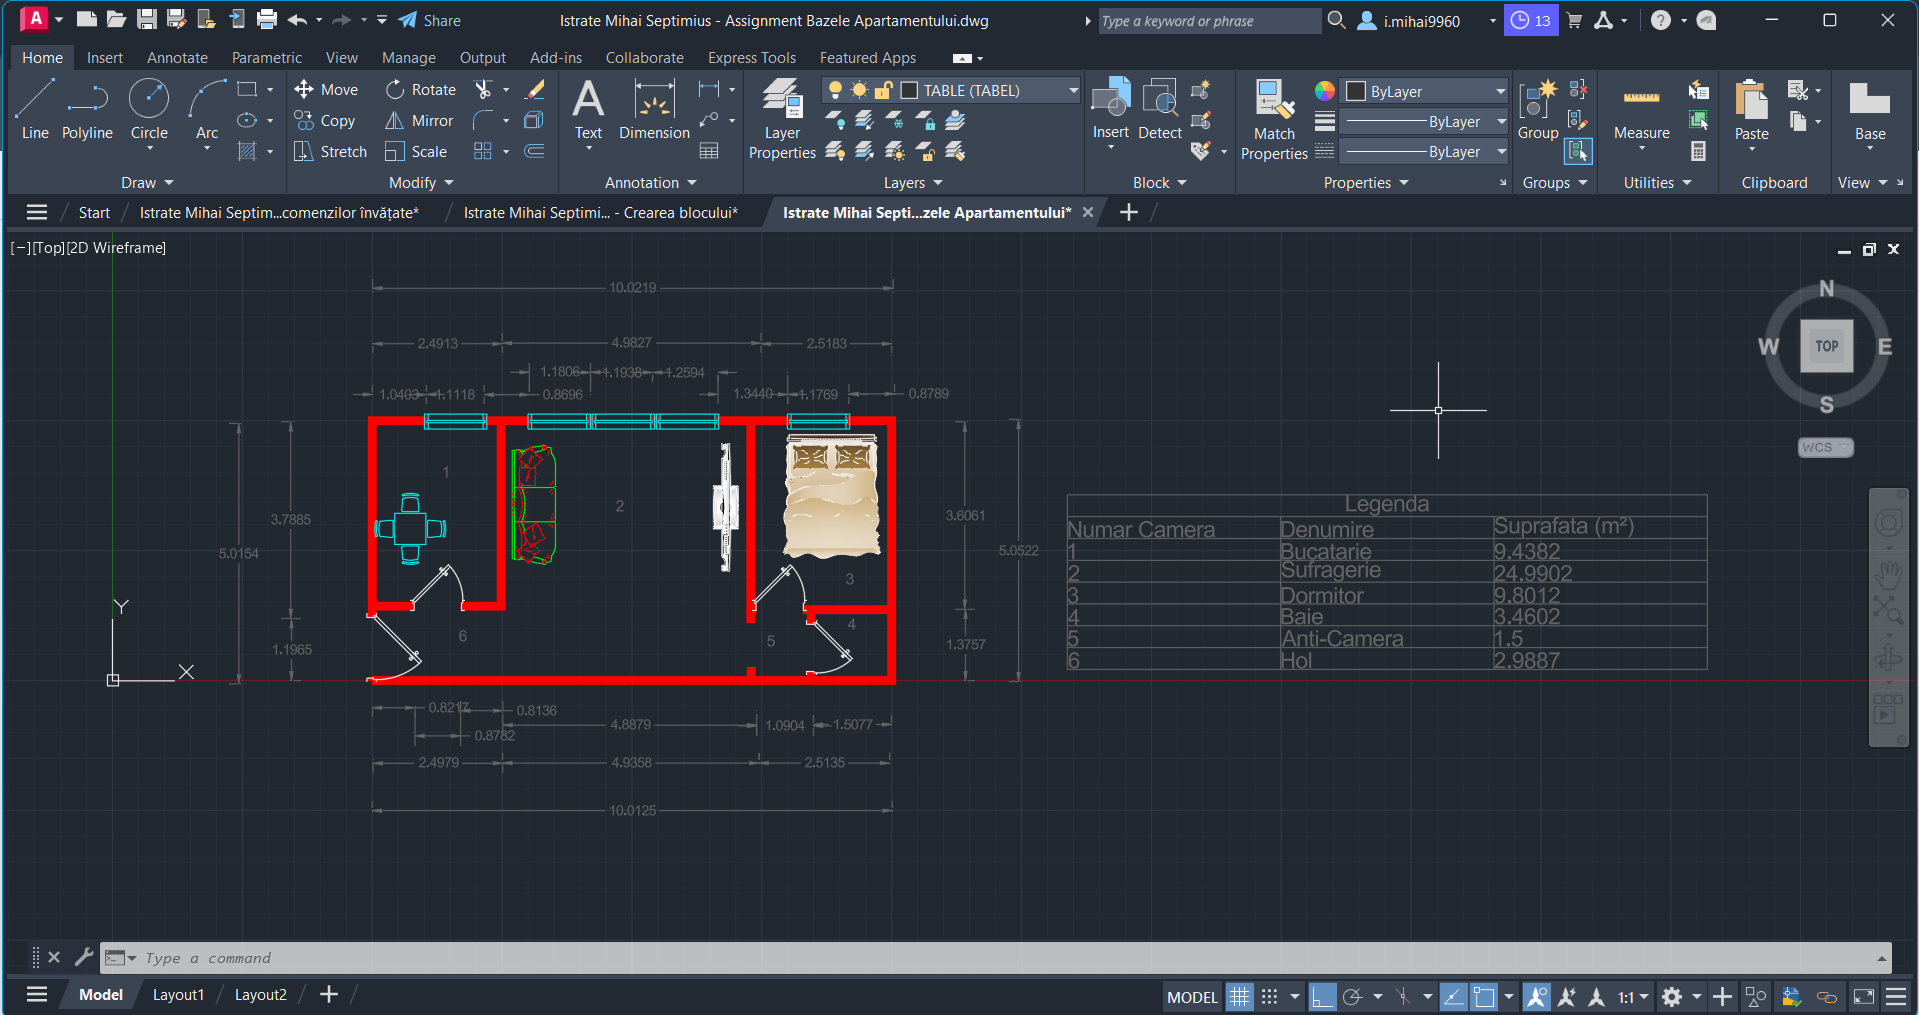 A
Share
Istrate Mihai Septimius - Assignment Bazele Apartamentului.dwg
Type a keyword or phrase
i.mihai9960
13
Home Insert Annotate Parametric View Manage Output Add-ins Collaborate Express Tools Featured Apps
Line Polyline Circle Arc
Move Rotate
Copy Mirror
Stretch Scale
Text Dimension
Layer Properties
TABLE (TABEL)
Insert Detect
Match Properties
ByLayer
ByLayer
ByLayer
Group Measure Paste Base
Draw Modify Annotation Layers Block Properties Groups Utilities Clipboard View
Start
Istrate Mihai Septim...comenzilor învățate*
Istrate Mihai Septimi... - Crearea blocului*
Istrate Mihai Septi...zele Apartamentului*
[−][Top][2D Wireframe]
10.0219
2.4913 4.9827 2.5183
1.1806 1.1938 1.2594
1.0403 1.1118 0.8696 1.3440 1.1769 0.8789
1
2
3
4
5
6
3.7885
5.0154
1.1965
3.6061
5.0522
1.3757
0.8217 0.8136
4.8879 1.0904 1.5077
0.8782
2.4979 4.9358 2.5135
10.0125
Y
X
Legenda
Numar Camera Denumire Suprafata (m²)
1 Bucatarie 9.4382
2 Sufragerie 24.9902
3 Dormitor 9.8012
4 Baie 3.4602
5 Anti-Camera 1.5
6 Hol 2.9887
N
W TOP E
S
WCS
Type a command
Model Layout1 Layout2
MODEL
1:1